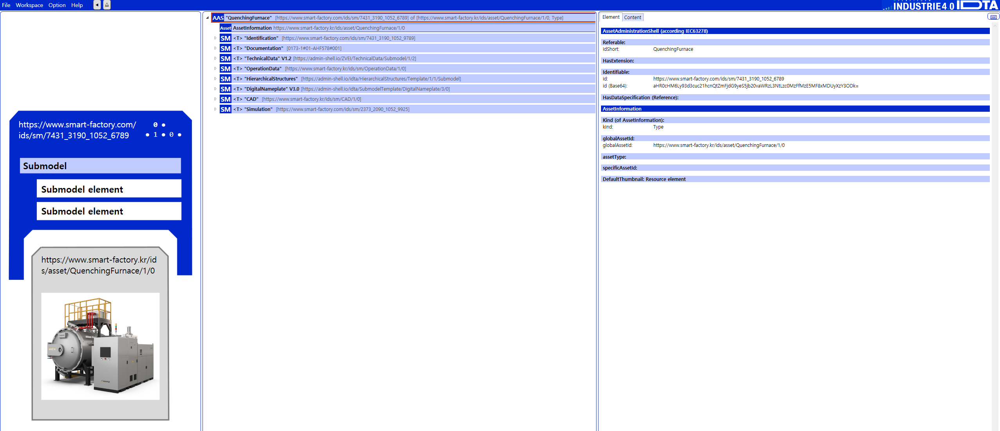 File Workspace Option Help
INDUSTRIE4.0 IDTA
https://www.smart-factory.com/
ids/sm/7431_3190_1052_6789
0
1 0
Submodel
Submodel element
Submodel element
https://www.smart-factory.kr/id
s/asset/QuenchingFurnace/1/0
AAS "QuenchingFurnace" [https://www.smart-factory.com/ids/sm/7431_3190_1052_6789] of [https://www.smart-factory.kr/ids/asset/QuenchingFurnace/1/0, Type]
Asset AssetInformation https://www.smart-factory.kr/ids/asset/QuenchingFurnace/1/0
SM <T> "Identification" [https://www.smart-factory.com/ids/sm/7431_3190_1052_9789]
SM <T> "Documentation" [0173-1#01-AHF578#001]
SM <T> "TechnicalData" V1.2 [https://admin-shell.io/ZVEI/TechnicalData/Submodel/1/2]
SM <T> "OperationData" [https://www.smart-factory.kr/ids/sm/OperationData/1/0]
SM <T> "HierarchicalStructures" [https://admin-shell.io/idta/HierarchicalStructures/Template/1/1/Submodel]
SM <T> "DigitalNameplate" V3.0 [https://admin-shell.io/idta/SubmodelTemplate/DigitalNameplate/3/0]
SM <T> "CAD" [https://www.smart-factory.kr/ids/sm/CAD/1/0]
SM <T> "Simulation" [https://www.smart-factory.com/ids/sm/2373_2090_1052_9925]
Element Content
AssetAdministrationShell (according IEC63278)
Referable:
idShort: QuenchingFurnace
HasExtension:
Identifiable:
id: https://www.smart-factory.com/ids/sm/7431_3190_1052_6789
id (Base64): aHR0cHM6Ly93d3cuc21hcnQtZmFjdG9yeS5jb20vaWRzL3NtLzc0MzFfMzE5MF8xMDUyXzY3ODk=
HasDataSpecification (Reference):
AssetInformation
Kind (of AssetInformation):
kind: Type
globalAssetId:
globalAssetId: https://www.smart-factory.kr/ids/asset/QuenchingFurnace/1/0
assetType:
specificAssetId:
DefaultThumbnail: Resource element